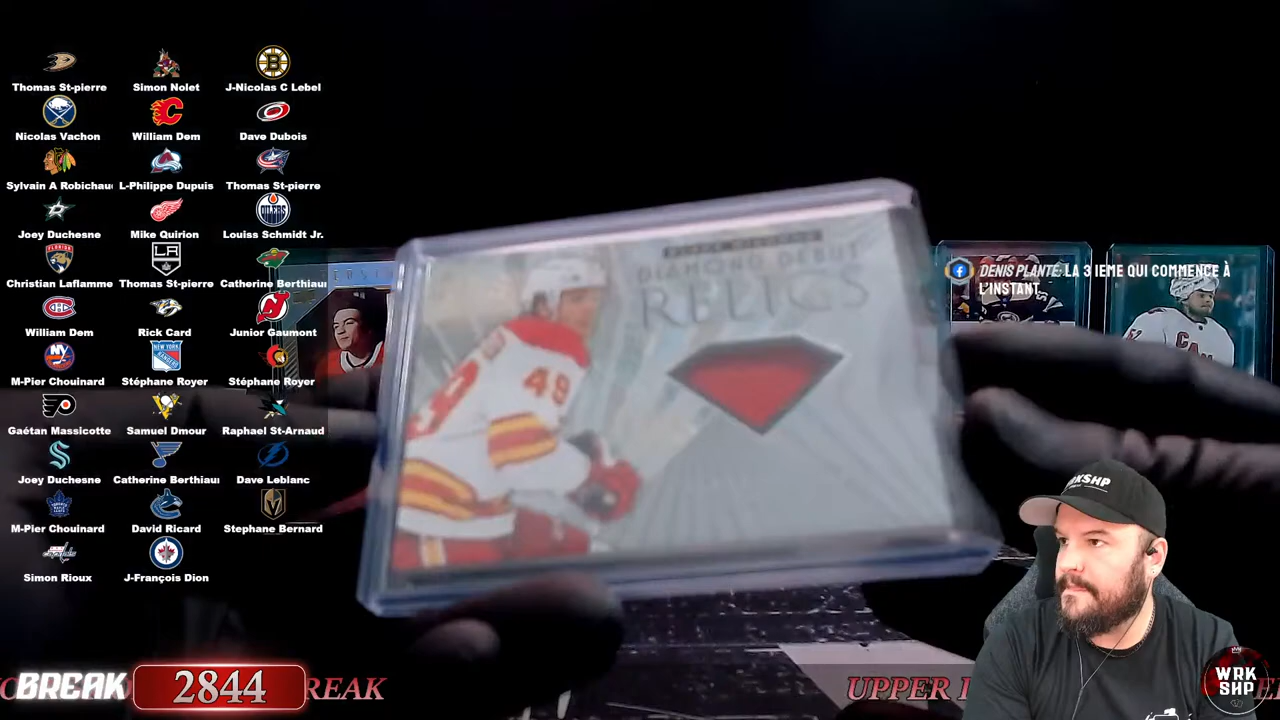 Thomas St-pierre Simon Nolet J-Nicolas C Lebel
Nicolas Vachon William Dem Dave Dubois
Sylvain A Robichau L-Philippe Dupuis Thomas St-pierre
Joey Duchesne Mike Quirion Louiss Schmidt Jr.
Christian Laflamme Thomas St-pierre Catherine Berthiau
William Dem Rick Card Junior Gaumont
M-Pier Chouinard Stéphane Royer Stéphane Royer
Gaétan Massicotte Samuel Dmour Raphael St-Arnaud
Joey Duchesne Catherine Berthiau Dave Leblanc
M-Pier Chouinard David Ricard Stephane Bernard
Simon Rioux J-François Dion
DIAMOND DEBUT
RELICS
49
DENIS PLANTE: LA 3 IEME QUI COMMENCE À
L'INSTANT
WRKSHP
BREAK 2844 REAK
UPPER
WRK
SHP